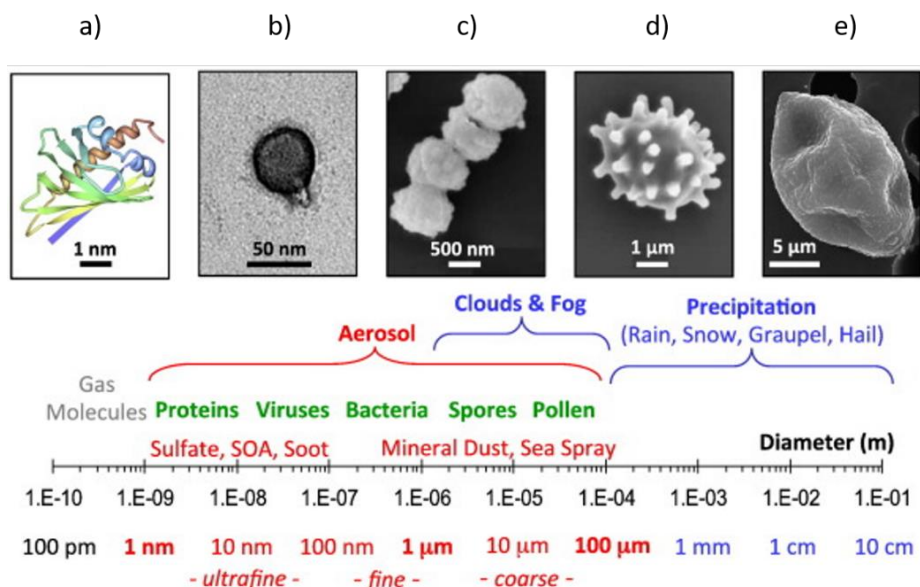 a) b) c) d) e)
1 nm 50 nm 500 nm 1 µm 5 µm
Clouds & Fog Precipitation
Aerosol (Rain, Snow, Graupel, Hail)
Gas
Molecules Proteins Viruses Bacteria Spores Pollen
Sulfate, SOA, Soot Mineral Dust, Sea Spray Diameter (m)
1.E-10 1.E-09 1.E-08 1.E-07 1.E-06 1.E-05 1.E-04 1.E-03 1.E-02 1.E-01
100 pm 1 nm 10 nm 100 nm 1 µm 10 µm 100 µm 1 mm 1 cm 10 cm
- ultrafine - - fine - - coarse -